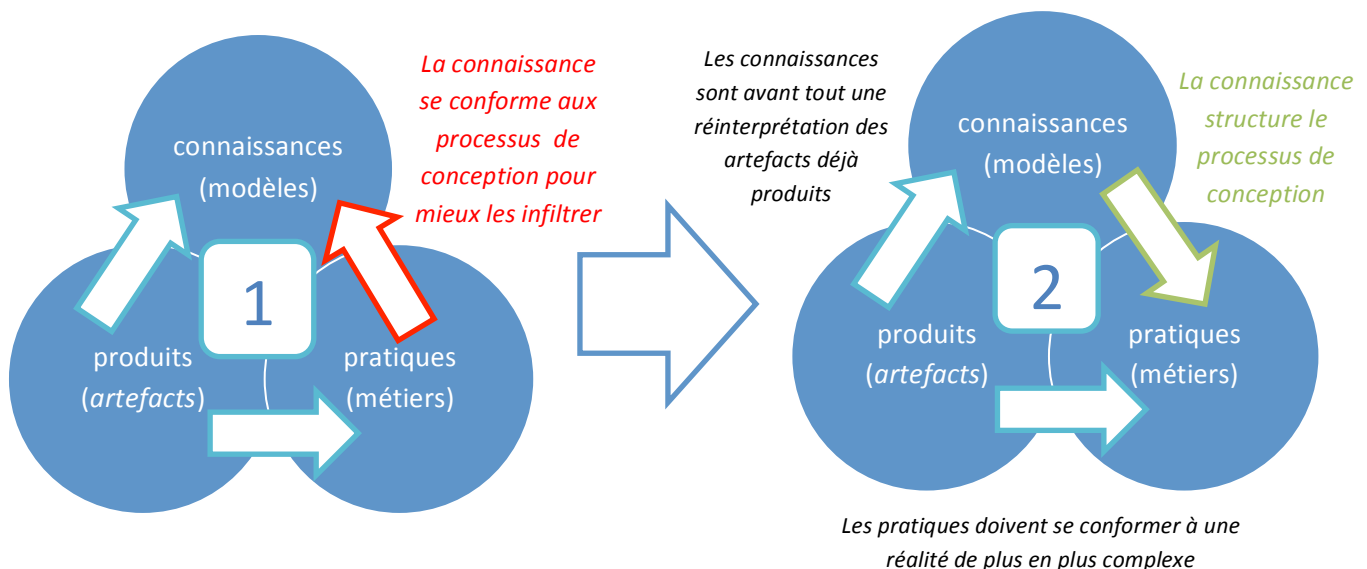 La connaissance
se conforme aux
processus de
conception pour
mieux les infiltrer
connaissances
(modèles)
1
produits
(artefacts)
pratiques
(métiers)
Les connaissances
sont avant tout une
réinterprétation des
artefacts déjà
produits
connaissances
(modèles)
La connaissance
structure le
processus de
conception
2
produits
(artefacts)
pratiques
(métiers)
Les pratiques doivent se conformer à une
réalité de plus en plus complexe